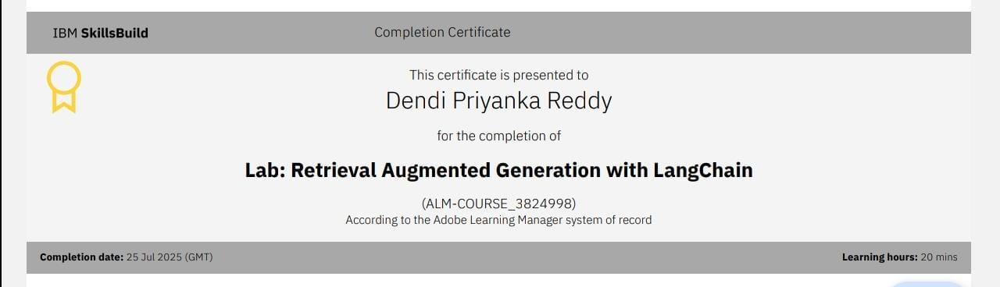 IBM SkillsBuild
Completion Certificate
This certificate is presented to
Dendi Priyanka Reddy
for the completion of
Lab: Retrieval Augmented Generation with LangChain
(ALM-COURSE_3824998)
According to the Adobe Learning Manager system of record
Completion date: 25 Jul 2025 (GMT)
Learning hours: 20 mins